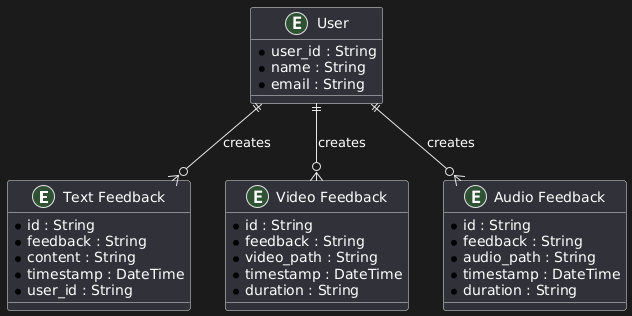 E User
user_id : String
name : String
email : String
creates creates creates
E Text Feedback
id : String
feedback : String
content : String
timestamp : DateTime
user_id : String
E Video Feedback
id : String
feedback : String
video_path : String
timestamp : DateTime
duration : String
E Audio Feedback
id : String
feedback : String
audio_path : String
timestamp : DateTime
duration : String